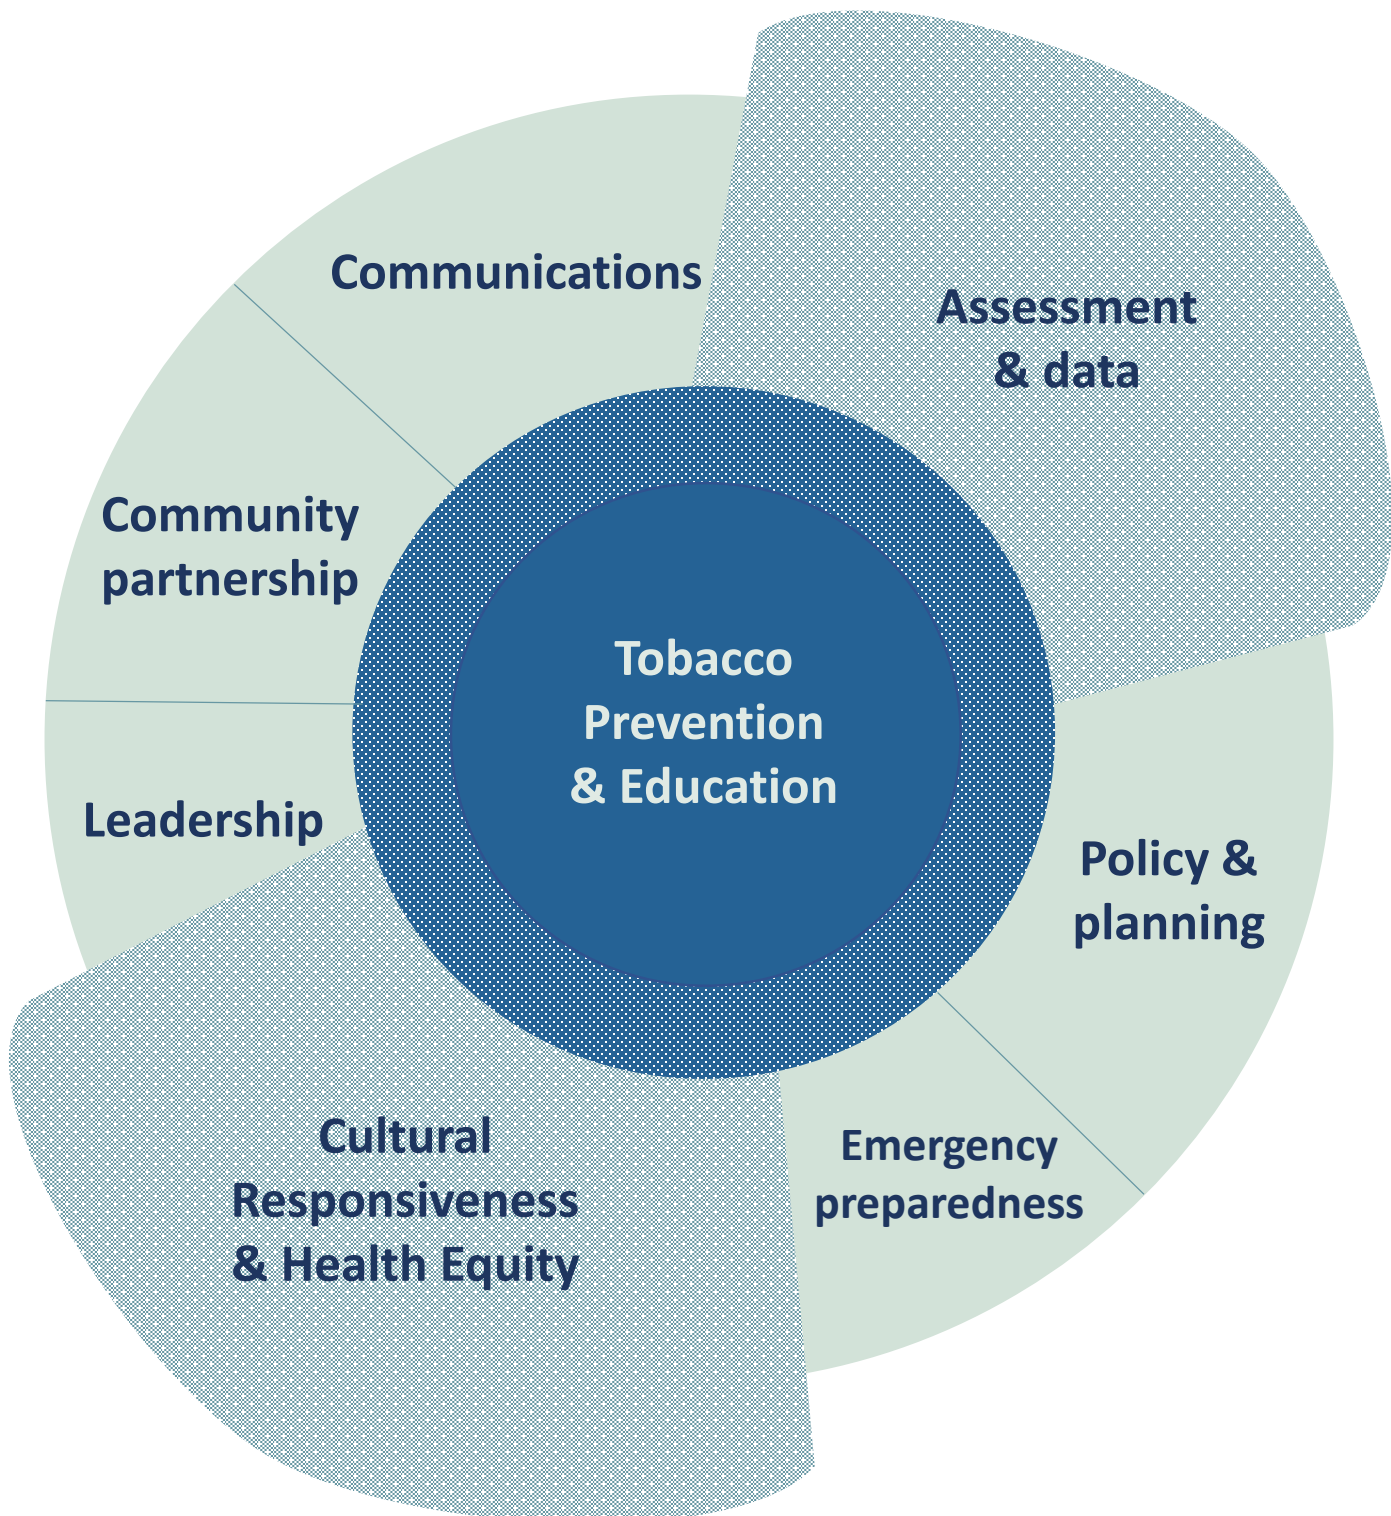 Communications
Assessment
& data
Community
partnership
Tobacco
Prevention
& Education
Leadership
Policy &
planning
Cultural
Responsiveness
& Health Equity
Emergency
preparedness